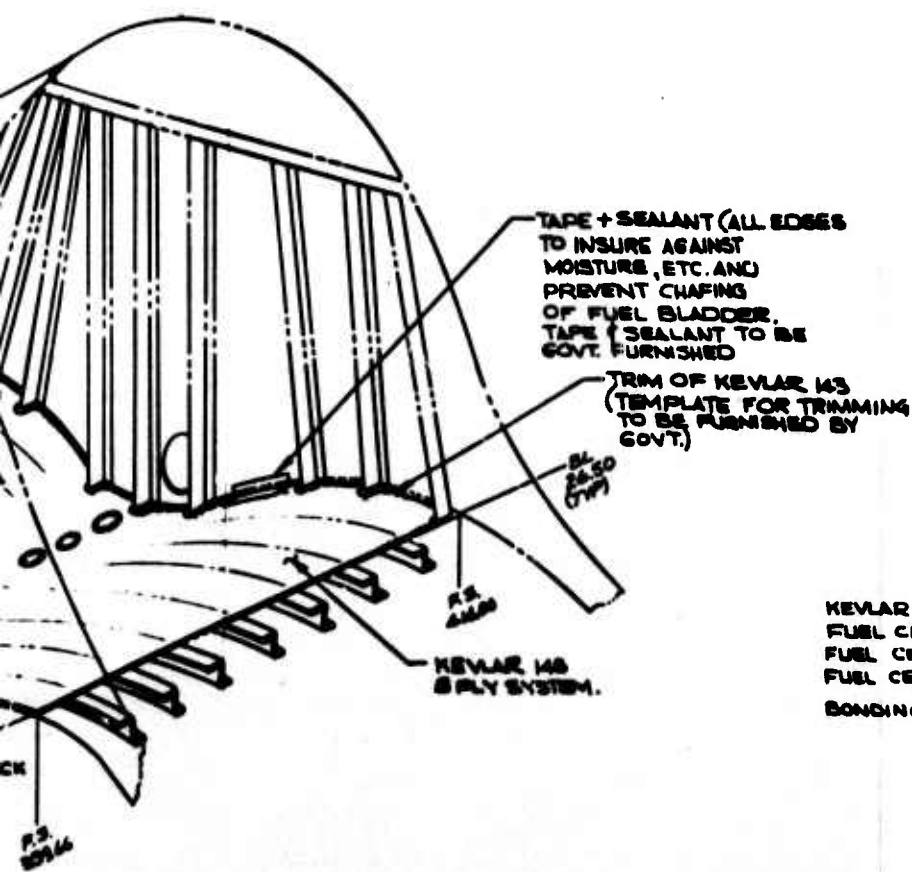 TAPE + SEALANT (ALL EDGES
TO INSURE AGAINST
MOISTURE, ETC. AND
PREVENT CHAFING
OF FUEL BLADDER.
TAPE & SEALANT TO BE
GOVT. FURNISHED
TRIM OF KEVLAR 143
(TEMPLATE FOR TRIMMING
TO BE FURNISHED BY
GOVT.)
BL
26.50
(TYP)
F.S.
KEVLAR
PLY SYSTEM.
KEVLAR
FUEL CE
FUEL CE
FUEL CE
BONDING
CK
F.S.